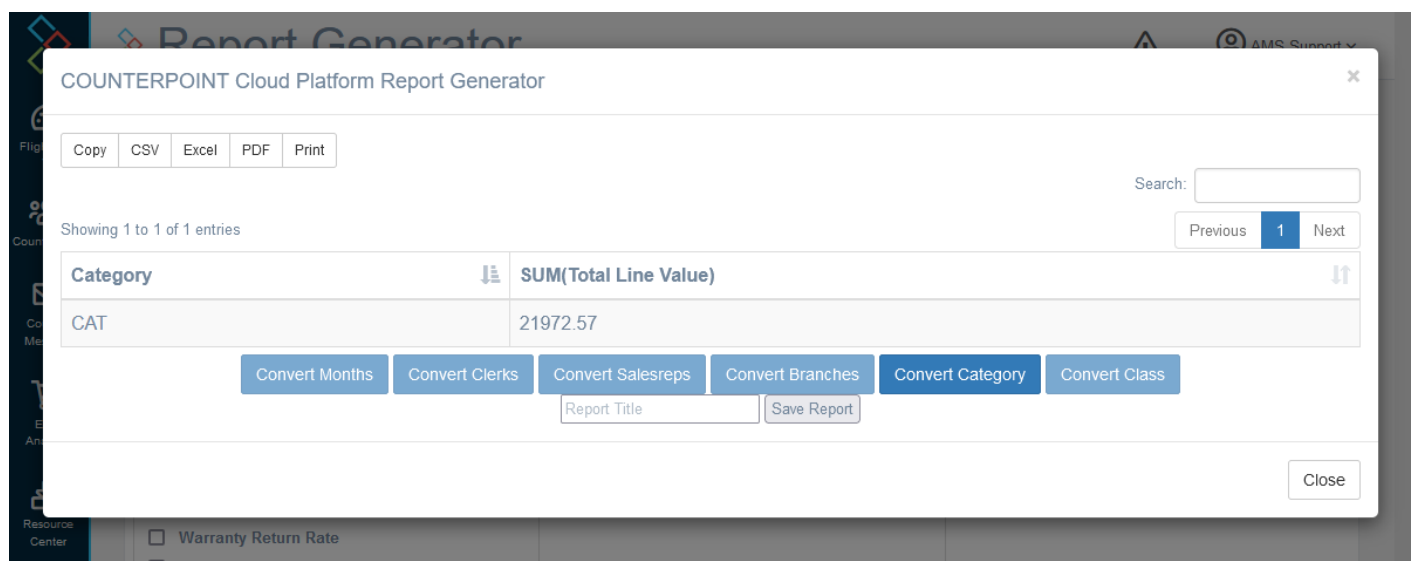 Report Generator
AMS Support
COUNTERPOINT Cloud Platform Report Generator
×
Copy CSV Excel PDF Print
Search:
Showing 1 to 1 of 1 entries
Previous 1 Next
Category SUM(Total Line Value)
CAT 21972.57
Convert Months Convert Clerks Convert Salesreps Convert Branches Convert Category Convert Class
Report Title Save Report
Close
Resource
Center
Warranty Return Rate